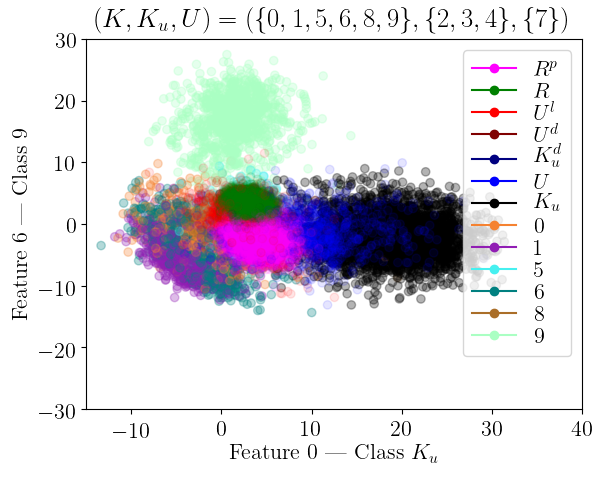 (K, K_u, U) = ({0, 1, 5, 6, 8, 9}, {2, 3, 4}, {7})
30
20
10
0
−10
−20
−30
Feature 6 — Class 9
R^p
R
U^l
U^d
K_u^d
U
K_u
0
1
5
6
8
9
−10 0 10 20 30 40
Feature 0 — Class K_u